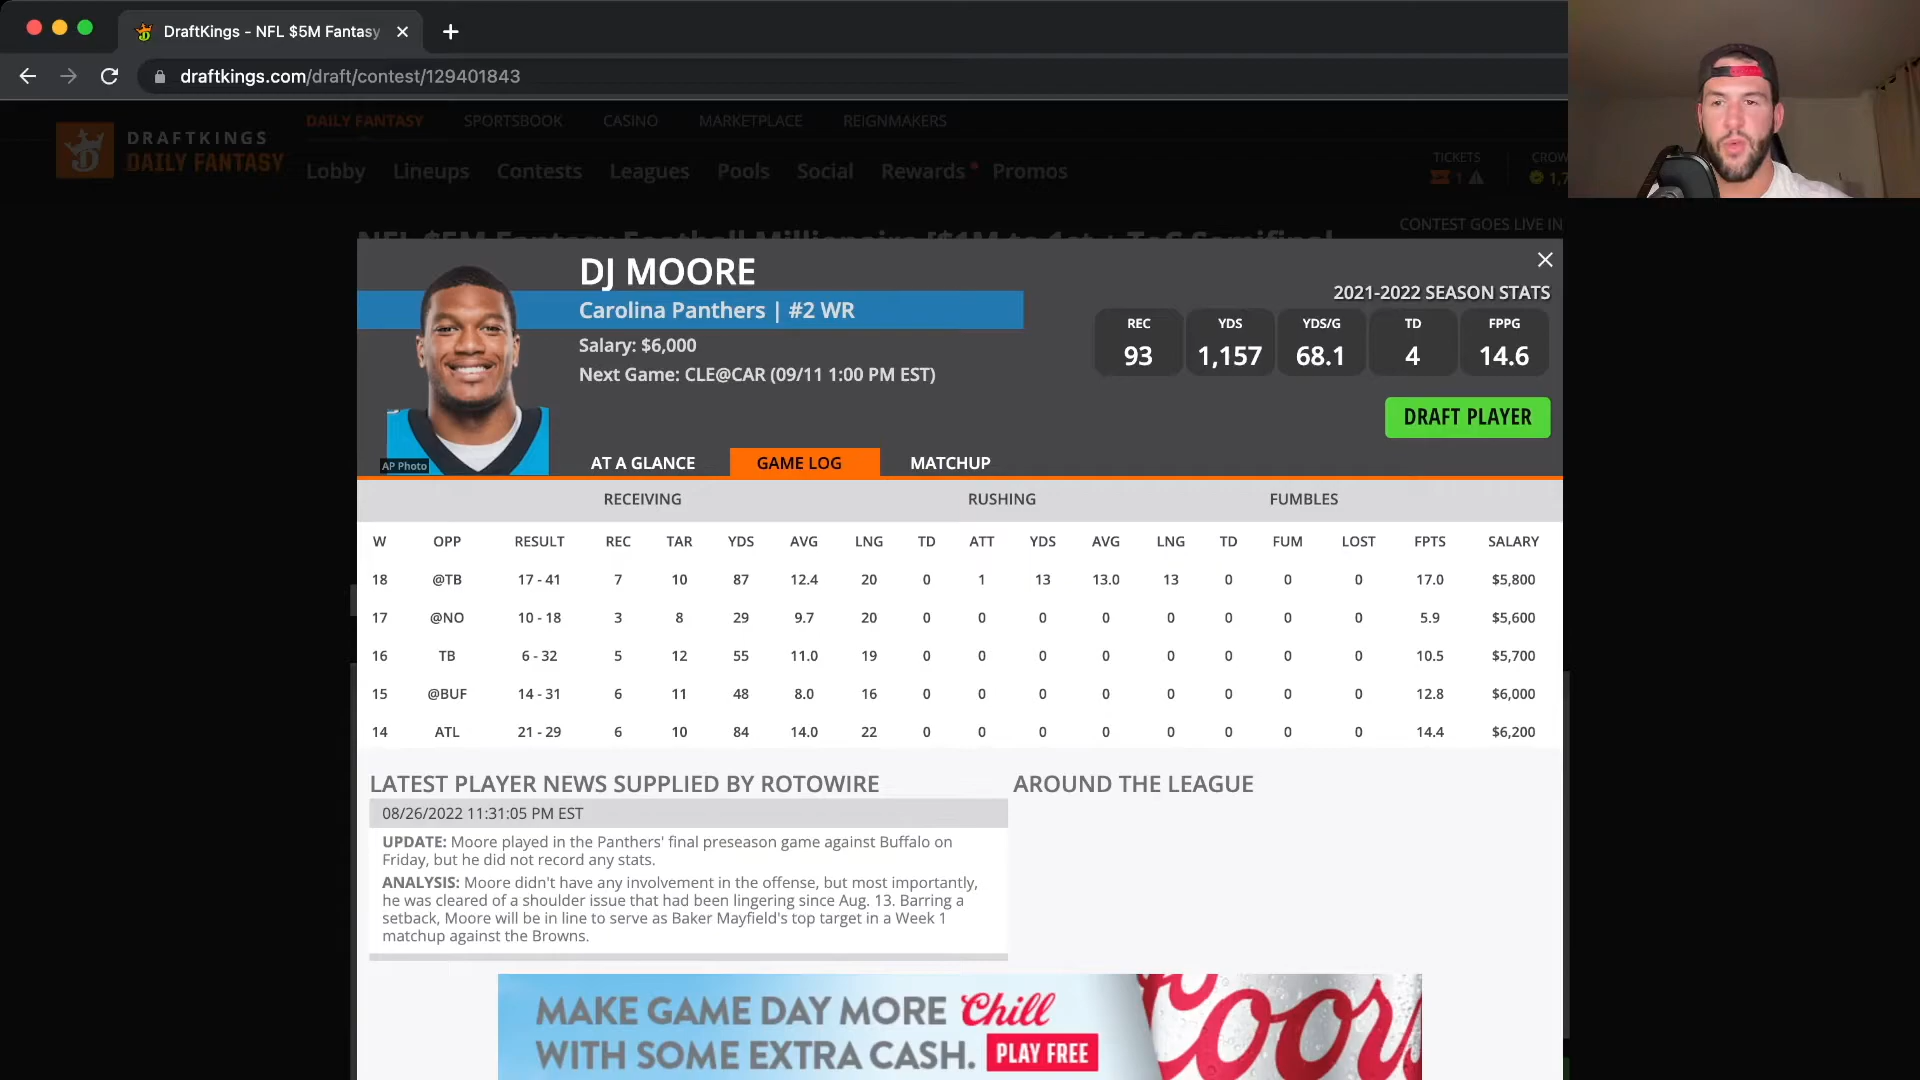 DraftKings - NFL $5M Fantasy
draftkings.com/draft/contest/129401843
DRAFTKINGS
DAILY FANTASY
DAILY FANTASY SPORTSBOOK CASINO MARKETPLACE REIGNMAKERS
Lobby Lineups Contests Leagues Pools Social Rewards Promos
TICKETS
1
CROW
1,7
CONTEST GOES LIVE IN
NFL $5M Fantasy Football Millionaire [$1M to 1st + ToC Semifinal
DJ MOORE
Carolina Panthers | #2 WR
Salary: $6,000
Next Game: CLE@CAR (09/11 1:00 PM EST)
AP Photo
2021-2022 SEASON STATS
REC YDS YDS/G TD FPPG
93 1,157 68.1 4 14.6
DRAFT PLAYER
AT A GLANCE GAME LOG MATCHUP
RECEIVING RUSHING FUMBLES
W OPP RESULT REC TAR YDS AVG LNG TD ATT YDS AVG LNG TD FUM LOST FPTS SALARY
18 @TB 17 - 41 7 10 87 12.4 20 0 1 13 13.0 13 0 0 0 17.0 $5,800
17 @NO 10 - 18 3 8 29 9.7 20 0 0 0 0 0 0 0 0 5.9 $5,600
16 TB 6 - 32 5 12 55 11.0 19 0 0 0 0 0 0 0 0 10.5 $5,700
15 @BUF 14 - 31 6 11 48 8.0 16 0 0 0 0 0 0 0 0 12.8 $6,000
14 ATL 21 - 29 6 10 84 14.0 22 0 0 0 0 0 0 0 0 14.4 $6,200
LATEST PLAYER NEWS SUPPLIED BY ROTOWIRE
AROUND THE LEAGUE
08/26/2022 11:31:05 PM EST
UPDATE: Moore played in the Panthers' final preseason game against Buffalo on
Friday, but he did not record any stats.
ANALYSIS: Moore didn't have any involvement in the offense, but most importantly,
he was cleared of a shoulder issue that had been lingering since Aug. 13. Barring a
setback, Moore will be in line to serve as Baker Mayfield's top target in a Week 1
matchup against the Browns.
MAKE GAME DAY MORE Chill
WITH SOME EXTRA CASH. PLAY FREE
Coors